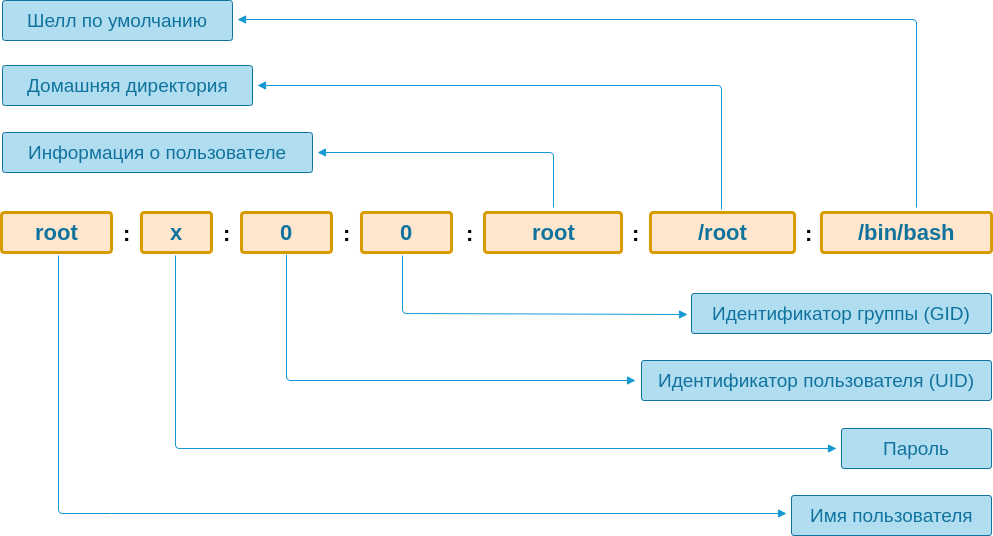 Шелл по умолчанию
Домашняя директория
Информация о пользователе
root : x : 0 : 0 : root : /root : /bin/bash
Идентификатор группы (GID)
Идентификатор пользователя (UID)
Пароль
Имя пользователя